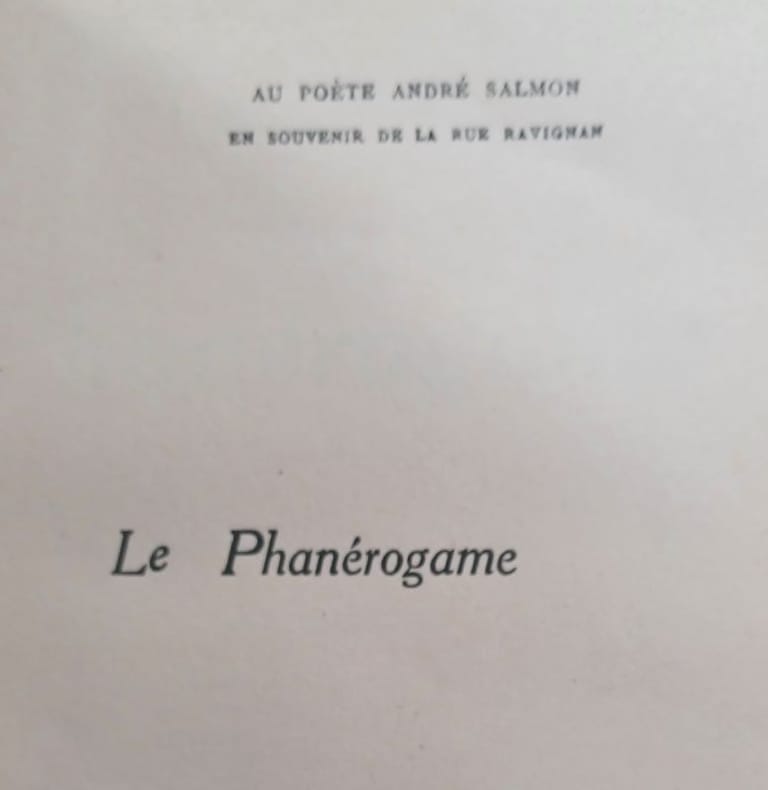 AU POÈTE ANDRÉ SALMON
EN SOUVENIR DE LA RUE RAVIGNAN
Le Phanérogame